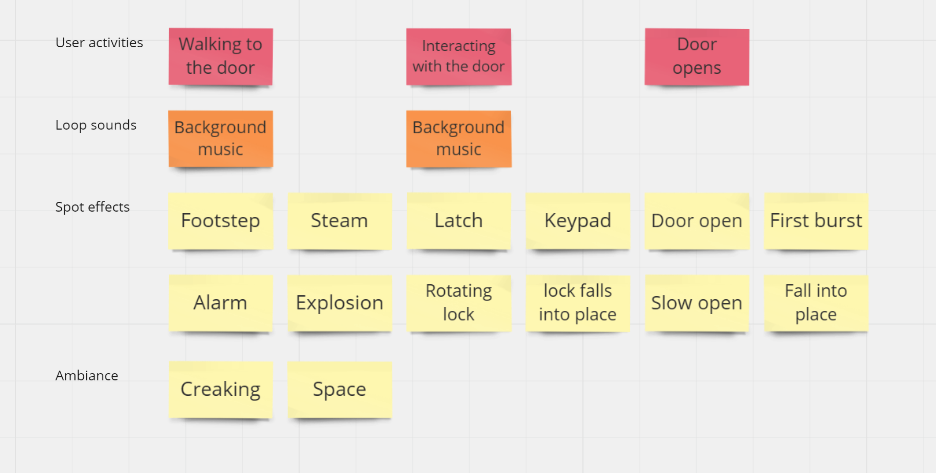 User activities
Walking to
the door
Interacting
with the door
Door
opens
Loop sounds
Background
music
Background
music
Spot effects
Footstep
Steam
Latch
Keypad
Door open
First burst
Alarm
Explosion
Rotating
lock
lock falls
into place
Slow open
Fall into
place
Ambiance
Creaking
Space